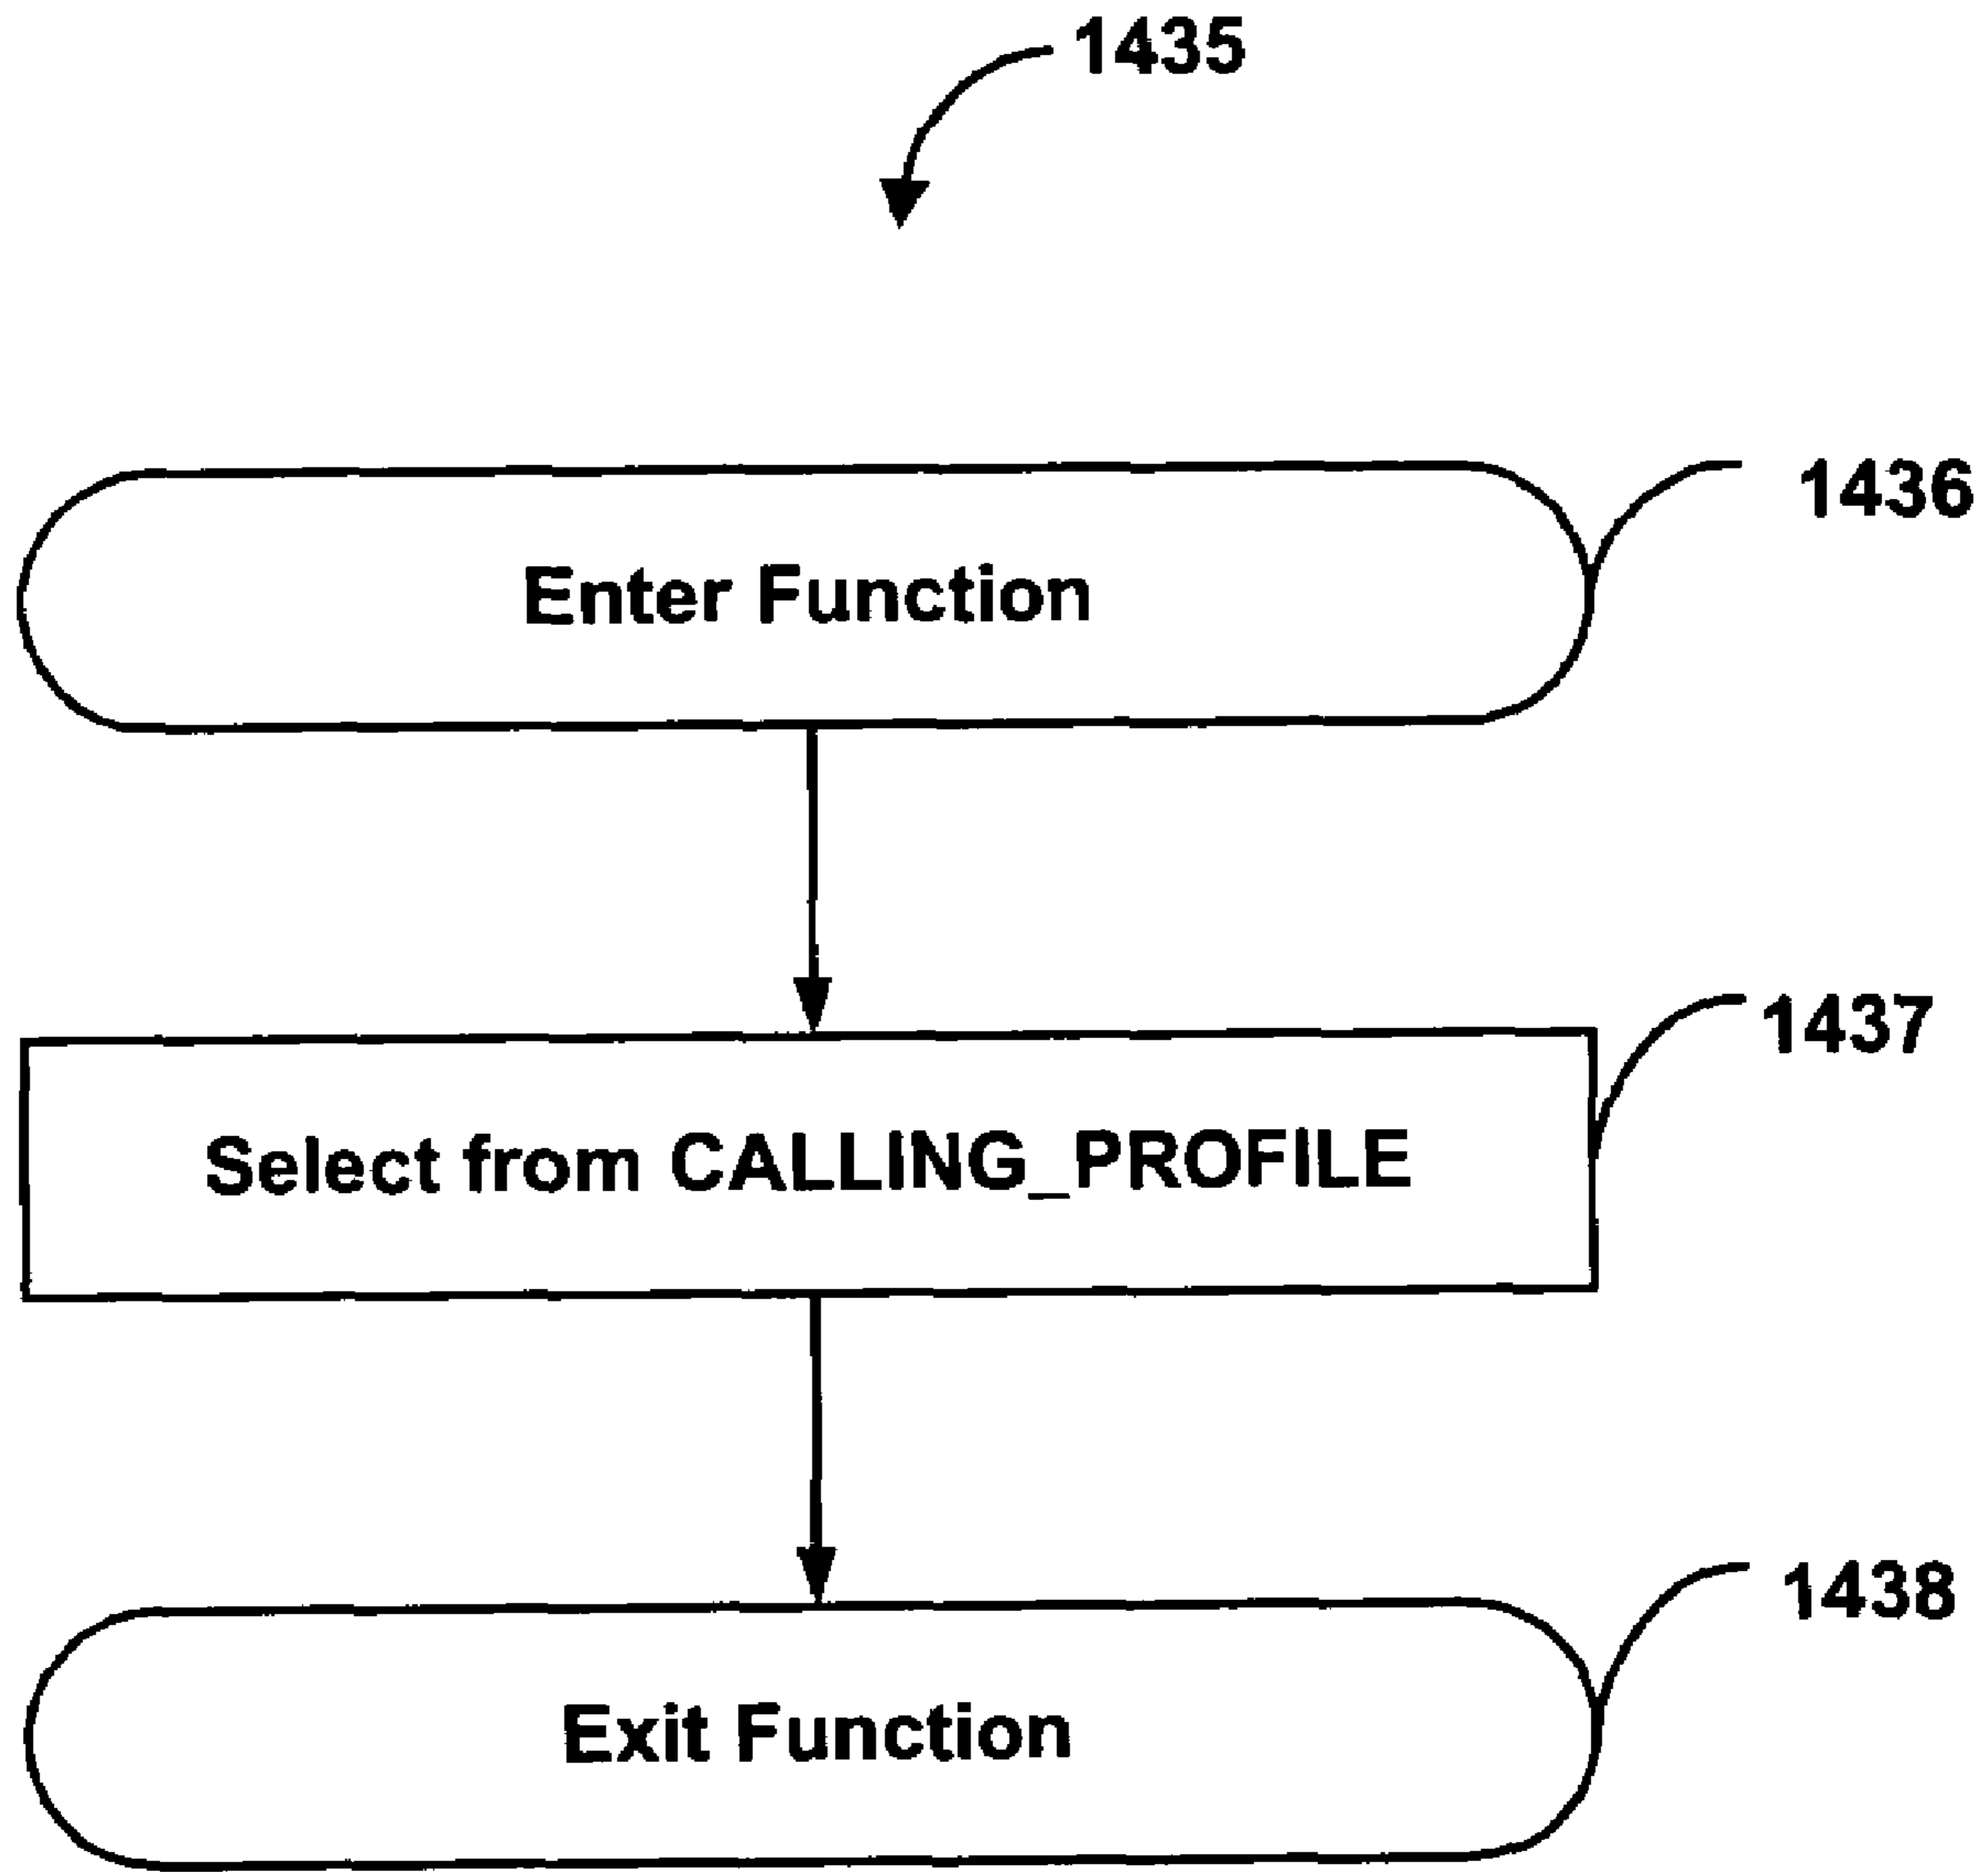 1435
1436
Enter Function
1437
Select from CALLING_PROFILE
1438
Exit Function